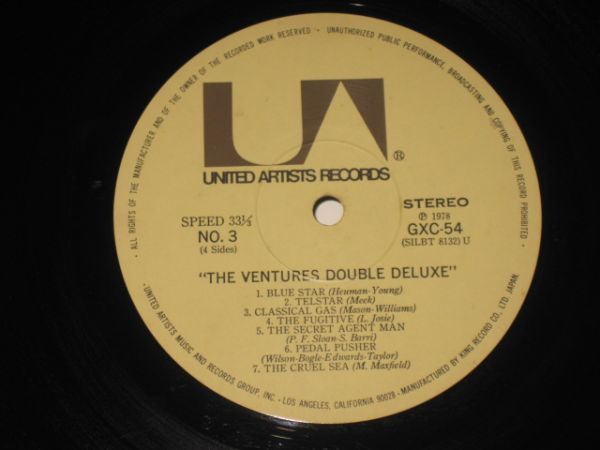 · ALL RIGHTS OF THE MANUFACTURER AND OF THE OWNER OF THE RECORDED WORK RESERVED · UNAUTHORIZED PUBLIC PERFORMANCE, BROADCASTING AND COPYING OF THIS RECORD PROHIBITED ·
UA®
UNITED ARTISTS RECORDS
SPEED 33⅓
NO. 3
(4 Sides)
STEREO
Ⓟ 1978
GXC-54
(SILBT 8132) U
"THE VENTURES DOUBLE DELUXE"
1. BLUE STAR (Heuman-Young)
2. TELSTAR (Meek)
3. CLASSICAL GAS (Mason-Williams)
4. THE FUGITIVE (L. Josie)
5. THE SECRET AGENT MAN
(P. F. Sloan-S. Barri)
6. PEDAL PUSHER
(Wilson-Bogle-Edwards-Taylor)
7. THE CRUEL SEA (M. Maxfield)
UNITED ARTISTS MUSIC AND RECORDS GROUP, INC. · LOS ANGELES, CALIFORNIA 90028 · MANUFACTURED BY KING RECORD CO., LTD. JAPAN.